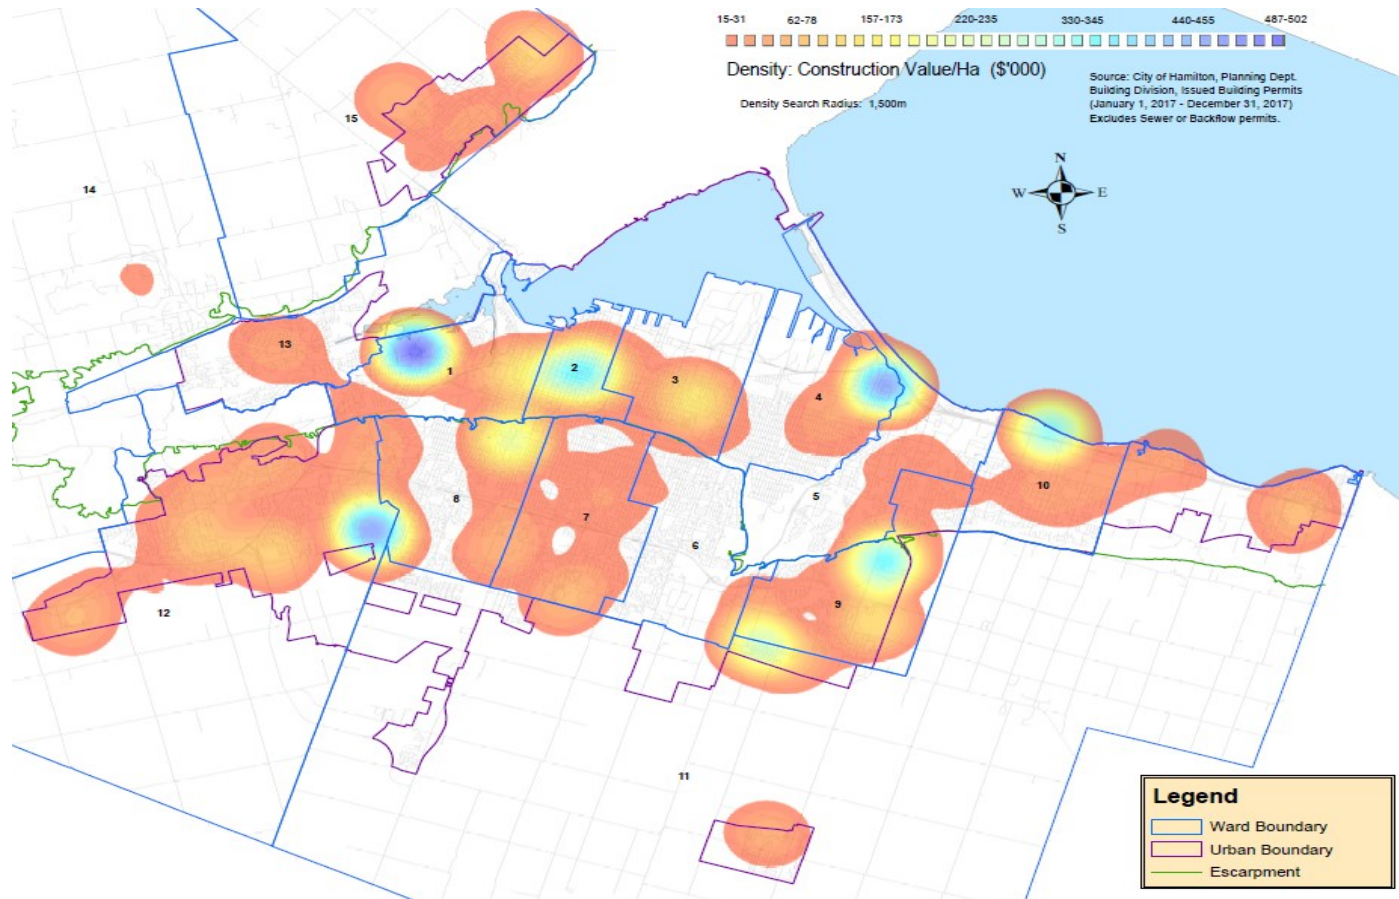 15-31 62-78 157-173 220-235 330-345 440-455 487-502
Density: Construction Value/Ha ($'000)
Density Search Radius: 1,500m
Source: City of Hamilton, Planning Dept.
Building Division, Issued Building Permits
(January 1, 2017 - December 31, 2017)
Excludes Sewer or Backflow permits.
15
14
N
W E
S
13
1
2
3
4
8
7
6
5
10
9
12
11
Legend
Ward Boundary
Urban Boundary
Escarpment